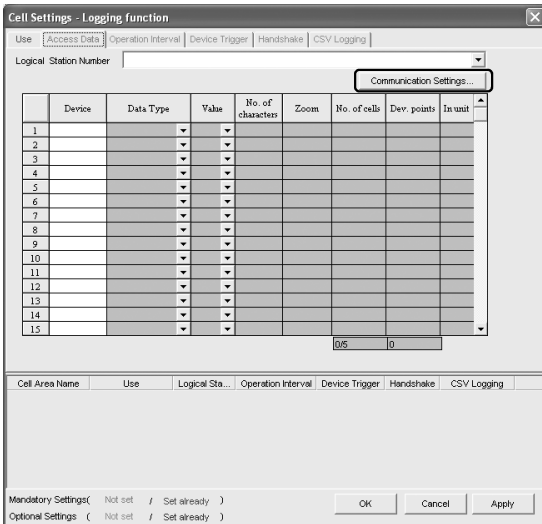 Cell Settings - Logging function
Use Access Data Operation Interval Device Trigger Handshake CSV Logging
Logical Station Number
Communication Settings...
Device Data Type Value No. of characters Zoom No. of cells Dev. points In unit
1
2
3
4
5
6
7
8
9
10
11
12
13
14
15
0/5 0
Cell Area Name Use Logical Sta... Operation Interval Device Trigger Handshake CSV Logging
Mandatory Settings( Not set / Set already )
Optional Settings ( Not set / Set already )
OK Cancel Apply